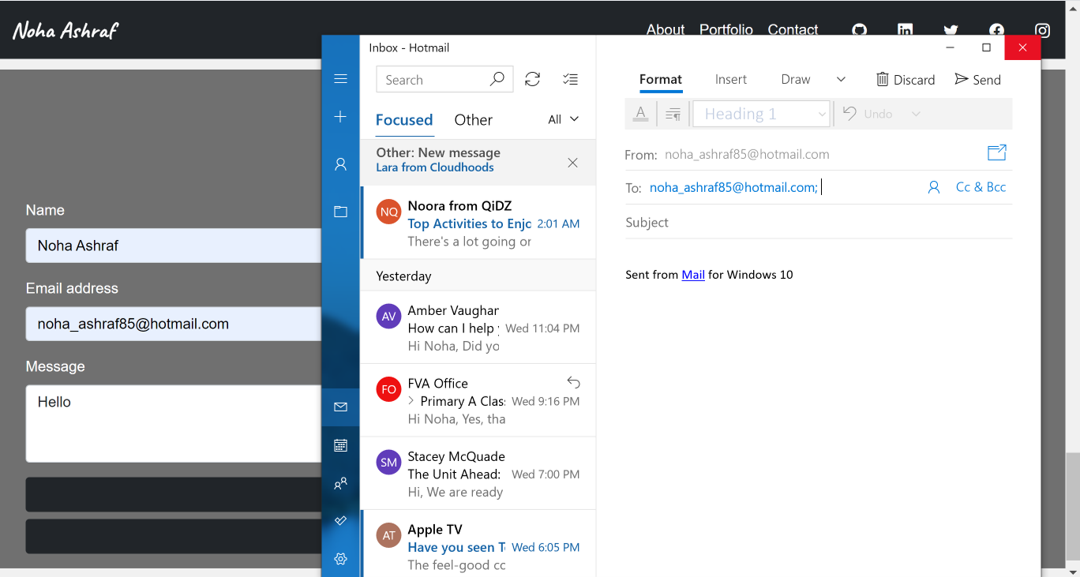 Noha Ashraf
About Portfolio Contact
Name
Noha Ashraf
Email address
noha_ashraf85@hotmail.com
Message
Hello
Inbox - Hotmail
Search
Focused Other All
Other: New message
Lara from Cloudhoods
NQ
Noora from QiDZ
Top Activities to Enjc 2:01 AM
There's a lot going or
Yesterday
AV
Amber Vaughar
How can I help y Wed 11:04 PM
Hi Noha, Did yo
FO
FVA Office
Primary A Clas: Wed 9:16 PM
Hi Noha, Yes, tha
SM
Stacey McQuade
The Unit Ahead: Wed 7:00 PM
Hi, We are ready
AT
Apple TV
Have you seen T Wed 6:05 PM
The feel-good cc
Format Insert Draw Discard Send
Heading 1 Undo
From: noha_ashraf85@hotmail.com
To: noha_ashraf85@hotmail.com; Cc & Bcc
Subject
Sent from Mail for Windows 10